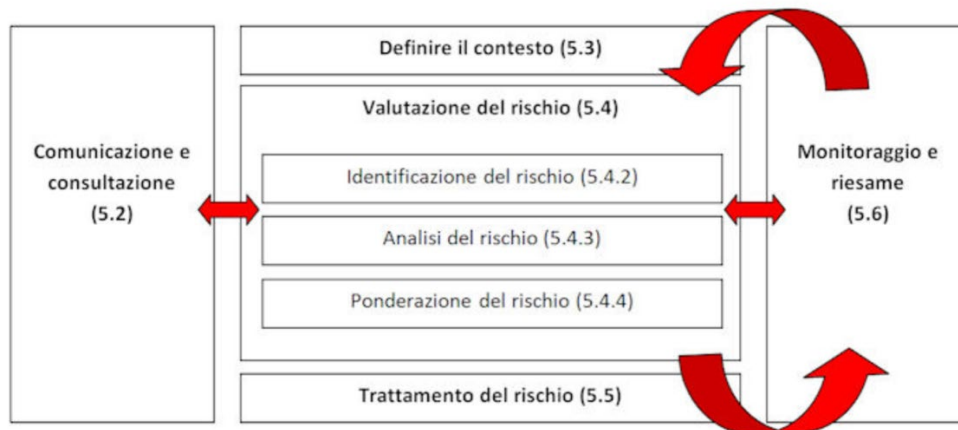 Comunicazione e
consultazione
(5.2)
Definire il contesto (5.3)
Valutazione del rischio (5.4)
Identificazione del rischio (5.4.2)
Analisi del rischio (5.4.3)
Ponderazione del rischio (5.4.4)
Trattamento del rischio (5.5)
Monitoraggio e
riesame
(5.6)